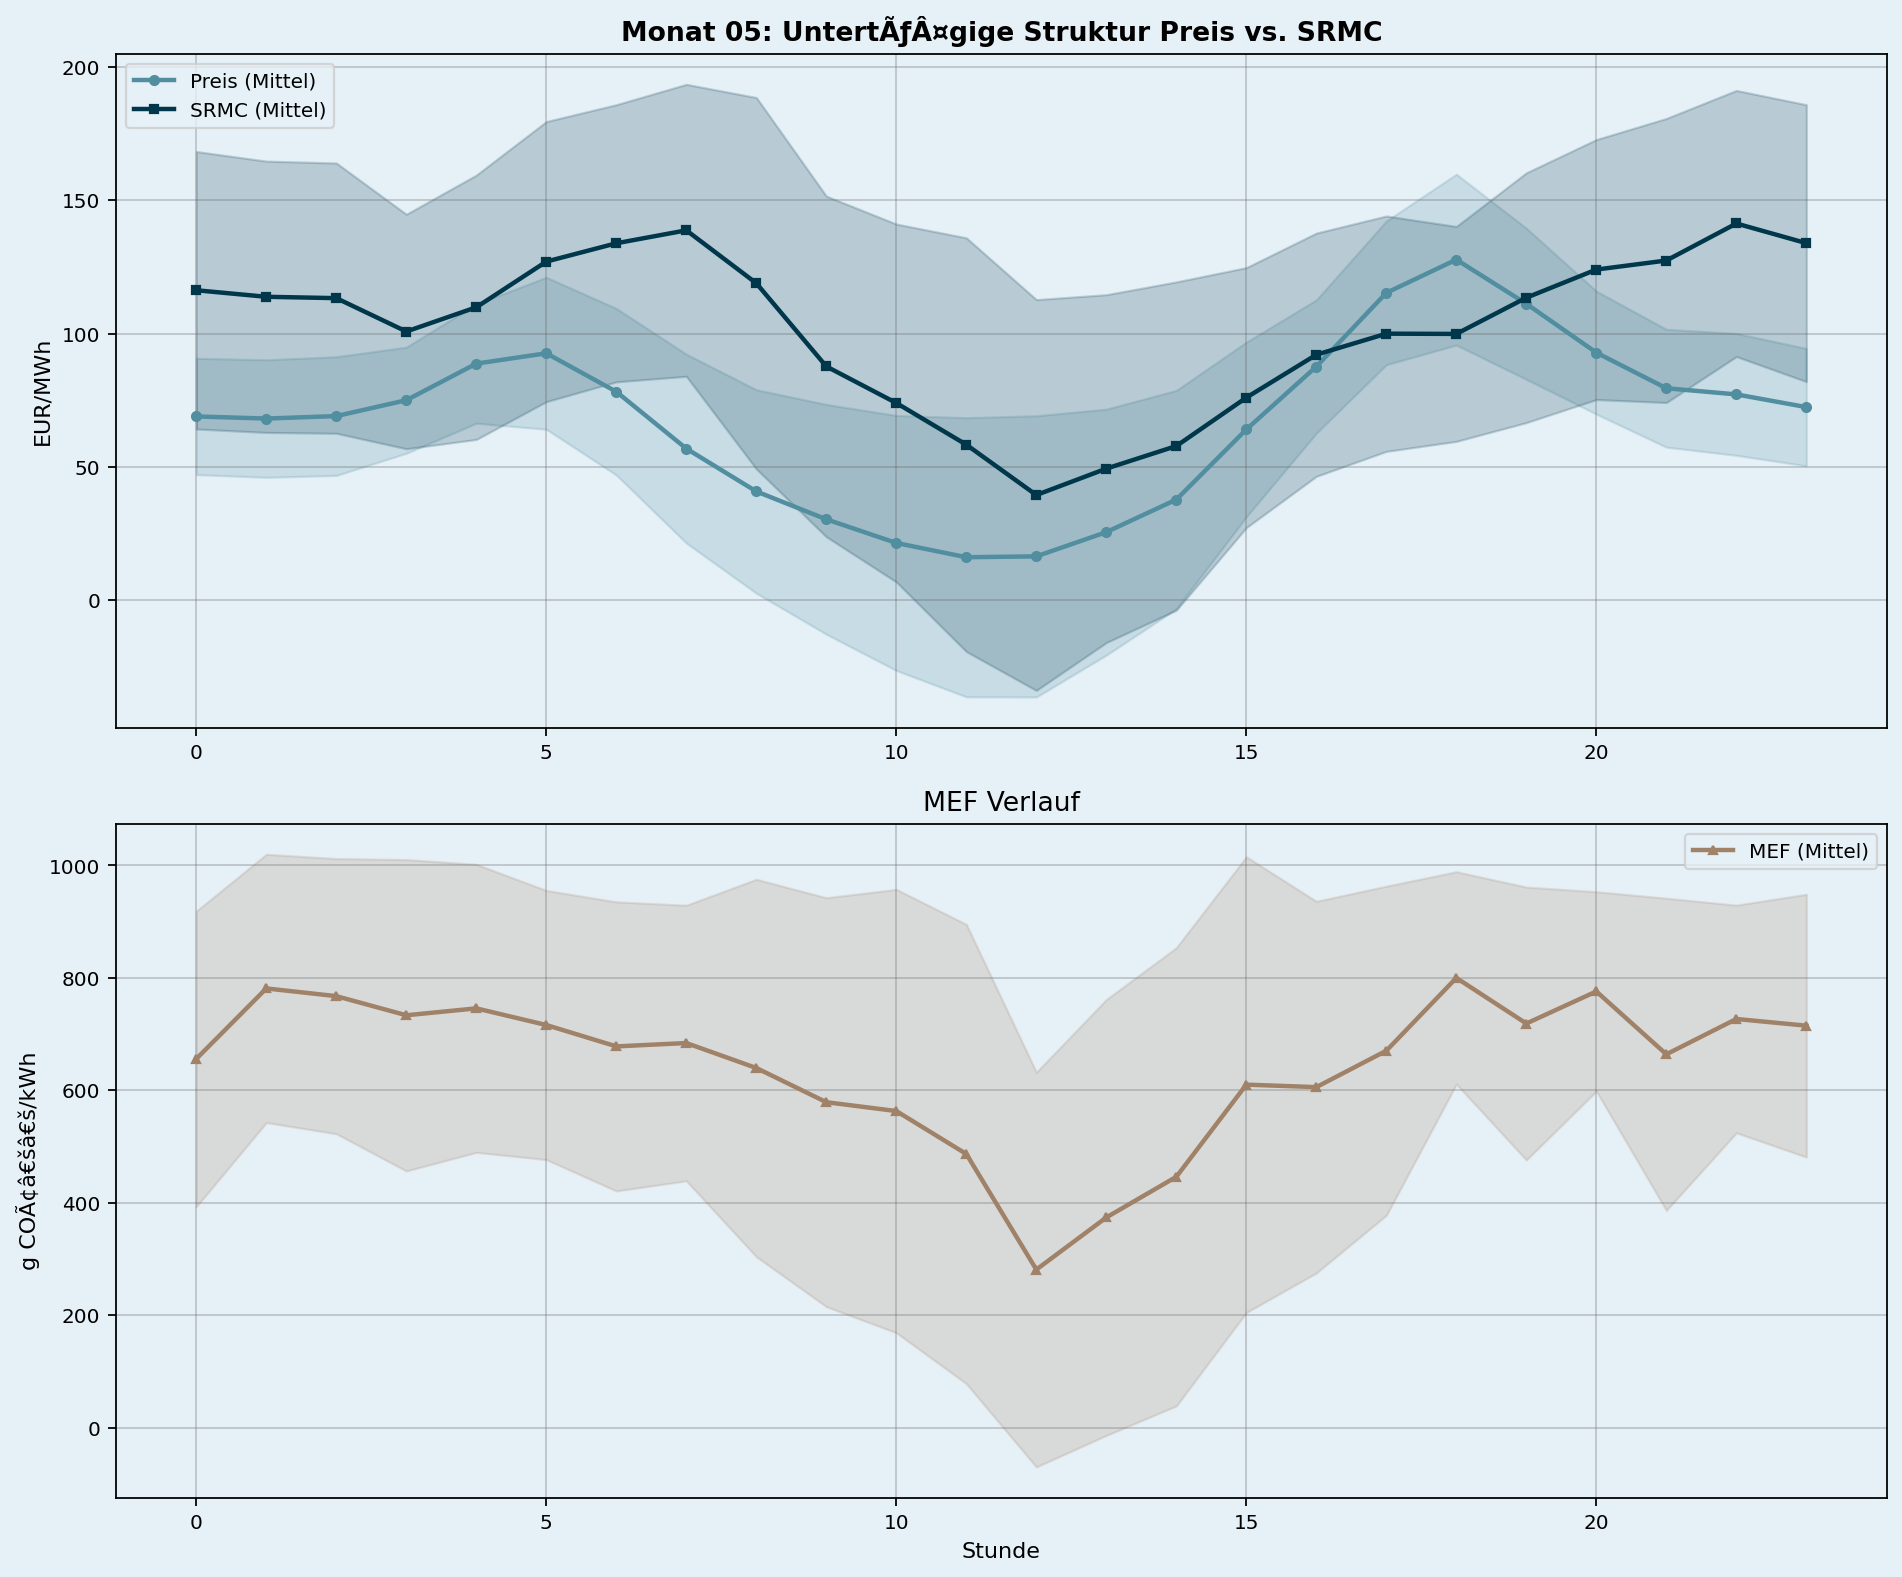 Monat 05: UntertÃƒÂ¤gige Struktur Preis vs. SRMC
Preis (Mittel)
SRMC (Mittel)
EUR/MWh
200
150
100
50
0
0
5
10
15
20
MEF Verlauf
MEF (Mittel)
g COÃ¢â€šâ€š/kWh
1000
800
600
400
200
0
0
5
10
15
20
Stunde